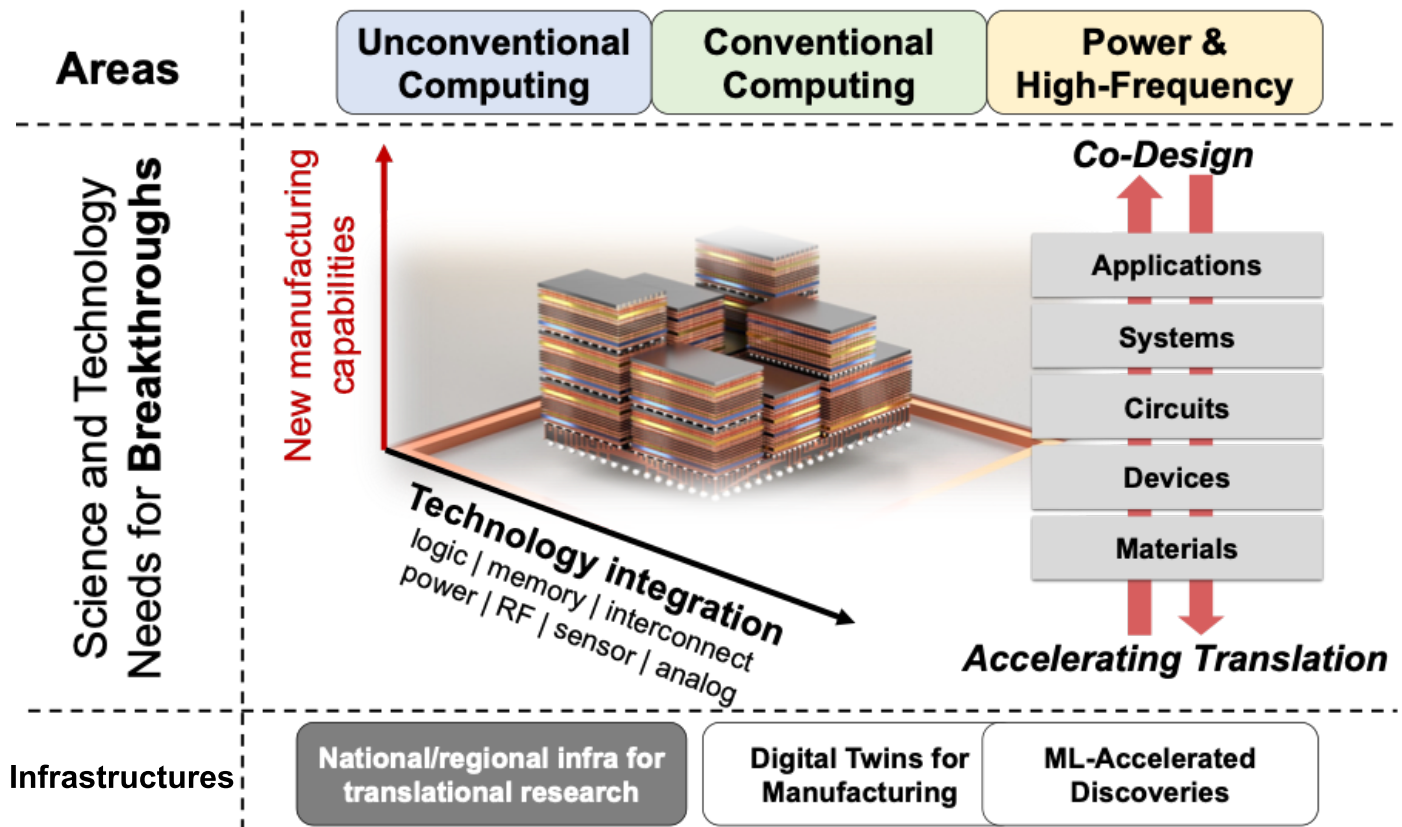 Areas
Unconventional
Computing
Conventional
Computing
Power &
High-Frequency
Science and Technology
Needs for Breakthroughs
New manufacturing
capabilities
Technology integration
logic | memory | interconnect
power | RF | sensor | analog
Co-Design
Applications
Systems
Circuits
Devices
Materials
Accelerating Translation
Infrastructures
National/regional infra for
translational research
Digital Twins for
Manufacturing
ML-Accelerated
Discoveries